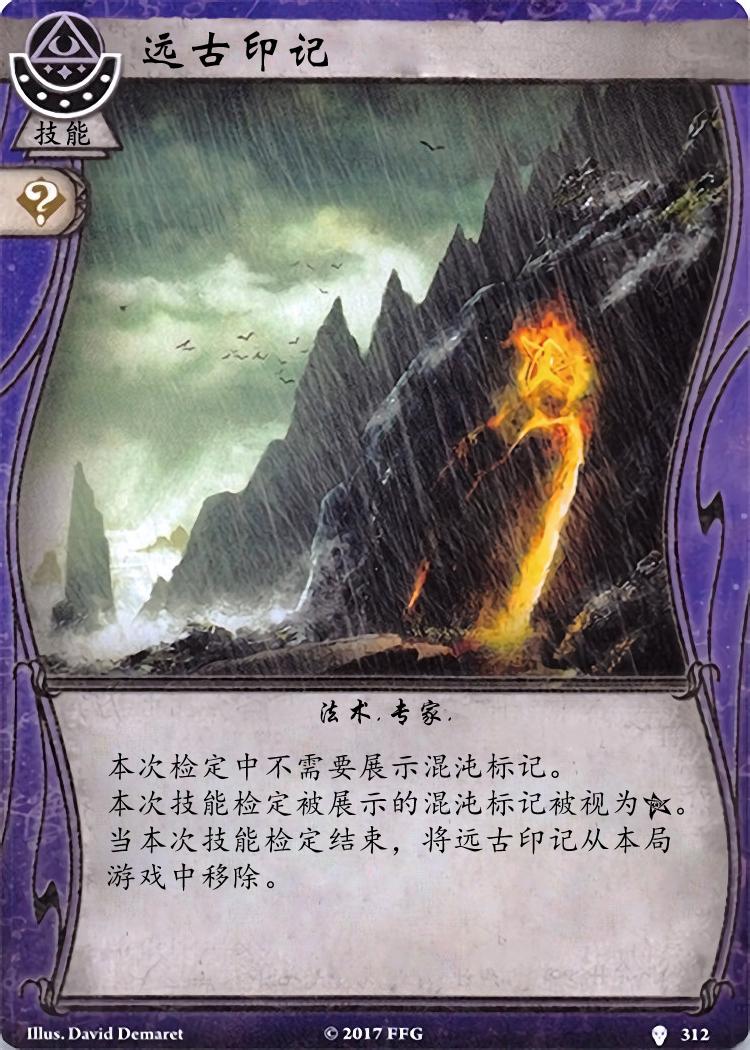 远古印记
技能
?
法术.专家.
本次检定中不需要展示混沌标记。
本次技能检定被展示的混沌标记被视为。
当本次技能检定结束，将远古印记从本局
游戏中移除。
Illus. David Demaret
© 2017 FFG
312